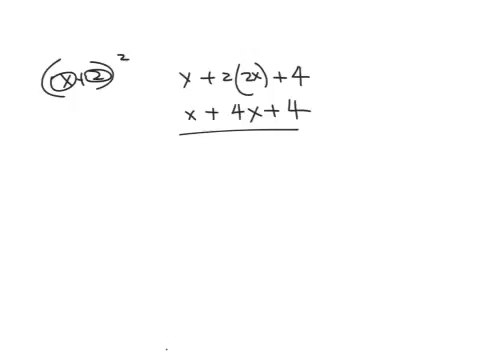 (x+2)²
x + 2(2x) + 4
x + 4x + 4